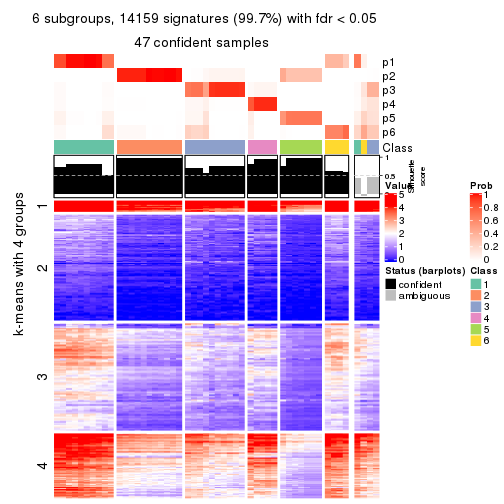 6 subgroups, 14159 signatures (99.7%) with fdr < 0.05
47 confident samples
p1
p2
p3
p4
p5
p6
Class
1
0.5
0
Silhouette
score
k-means with 4 groups
1
2
3
4
Value
5
4
3
2
1
0
Status (barplots)
confident
ambiguous
Prob
1
0.8
0.6
0.4
0.2
0
Class
1
2
3
4
5
6